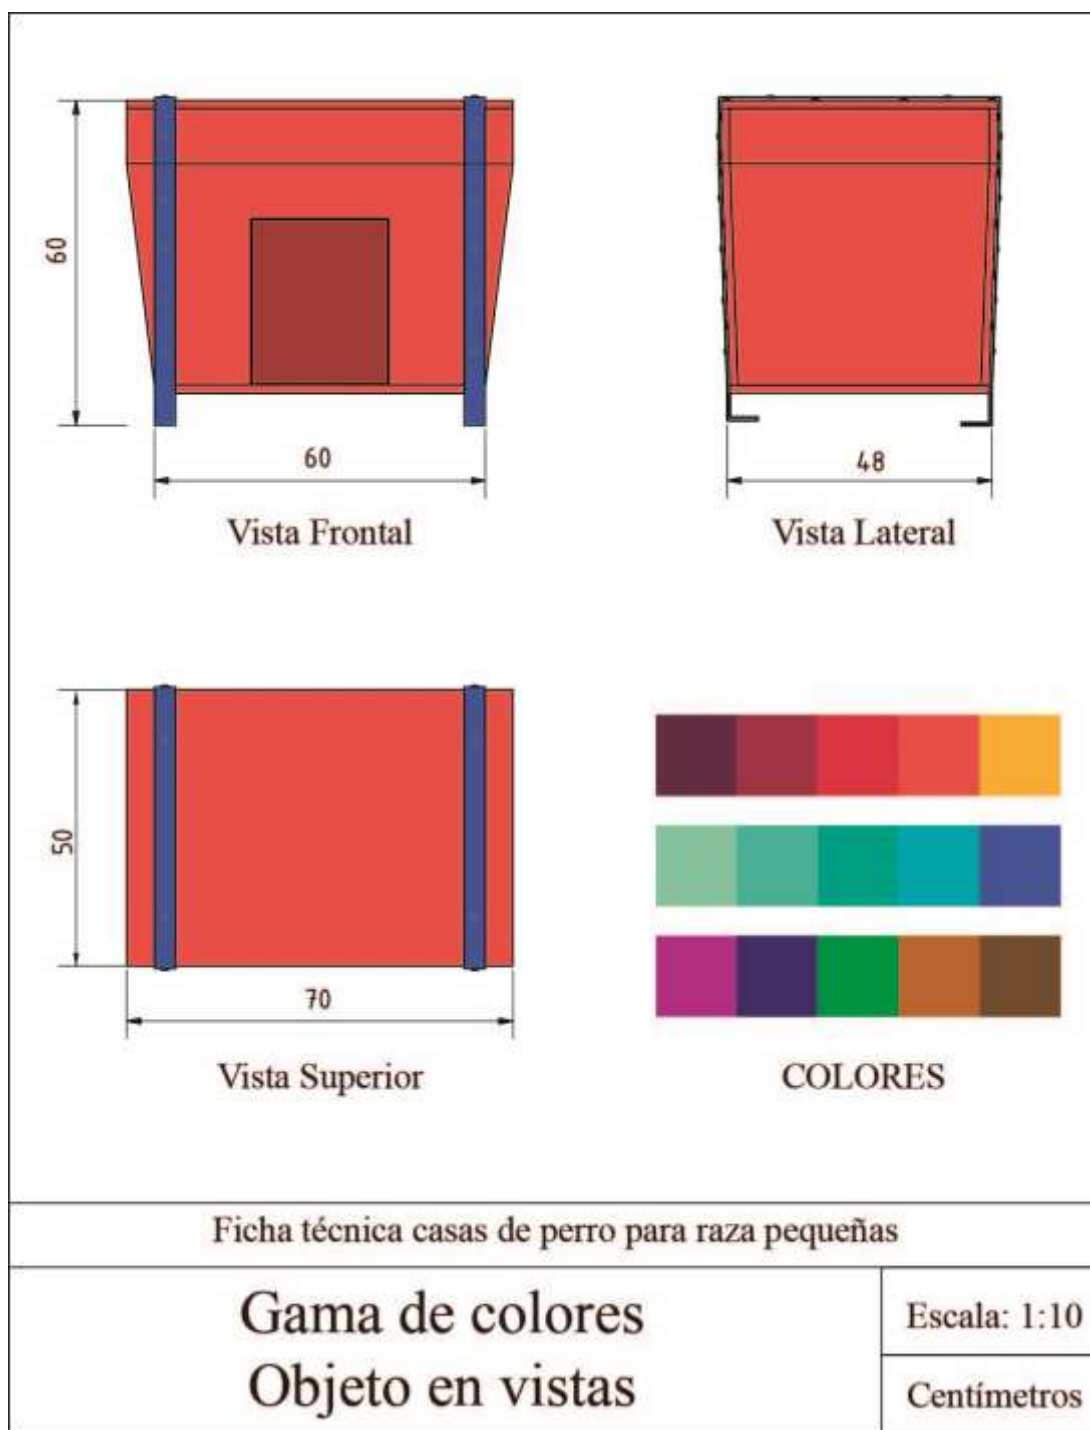 60
60
Vista Frontal
48
Vista Lateral
50
70
Vista Superior
COLORES
Ficha técnica casas de perro para raza pequeñas
Gama de colores
Objeto en vistas
Escala: 1:10
Centímetros